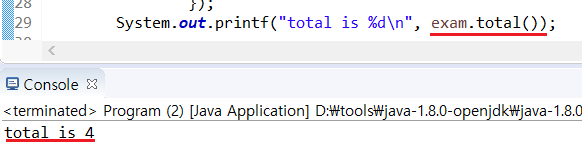 28 });
29 System.out.printf("total is %d\n", exam.total());
Console
<terminated> Program (2) [Java Application] D:₩tools₩java-1.8.0-openjdk₩java-1.8.0
total is 4